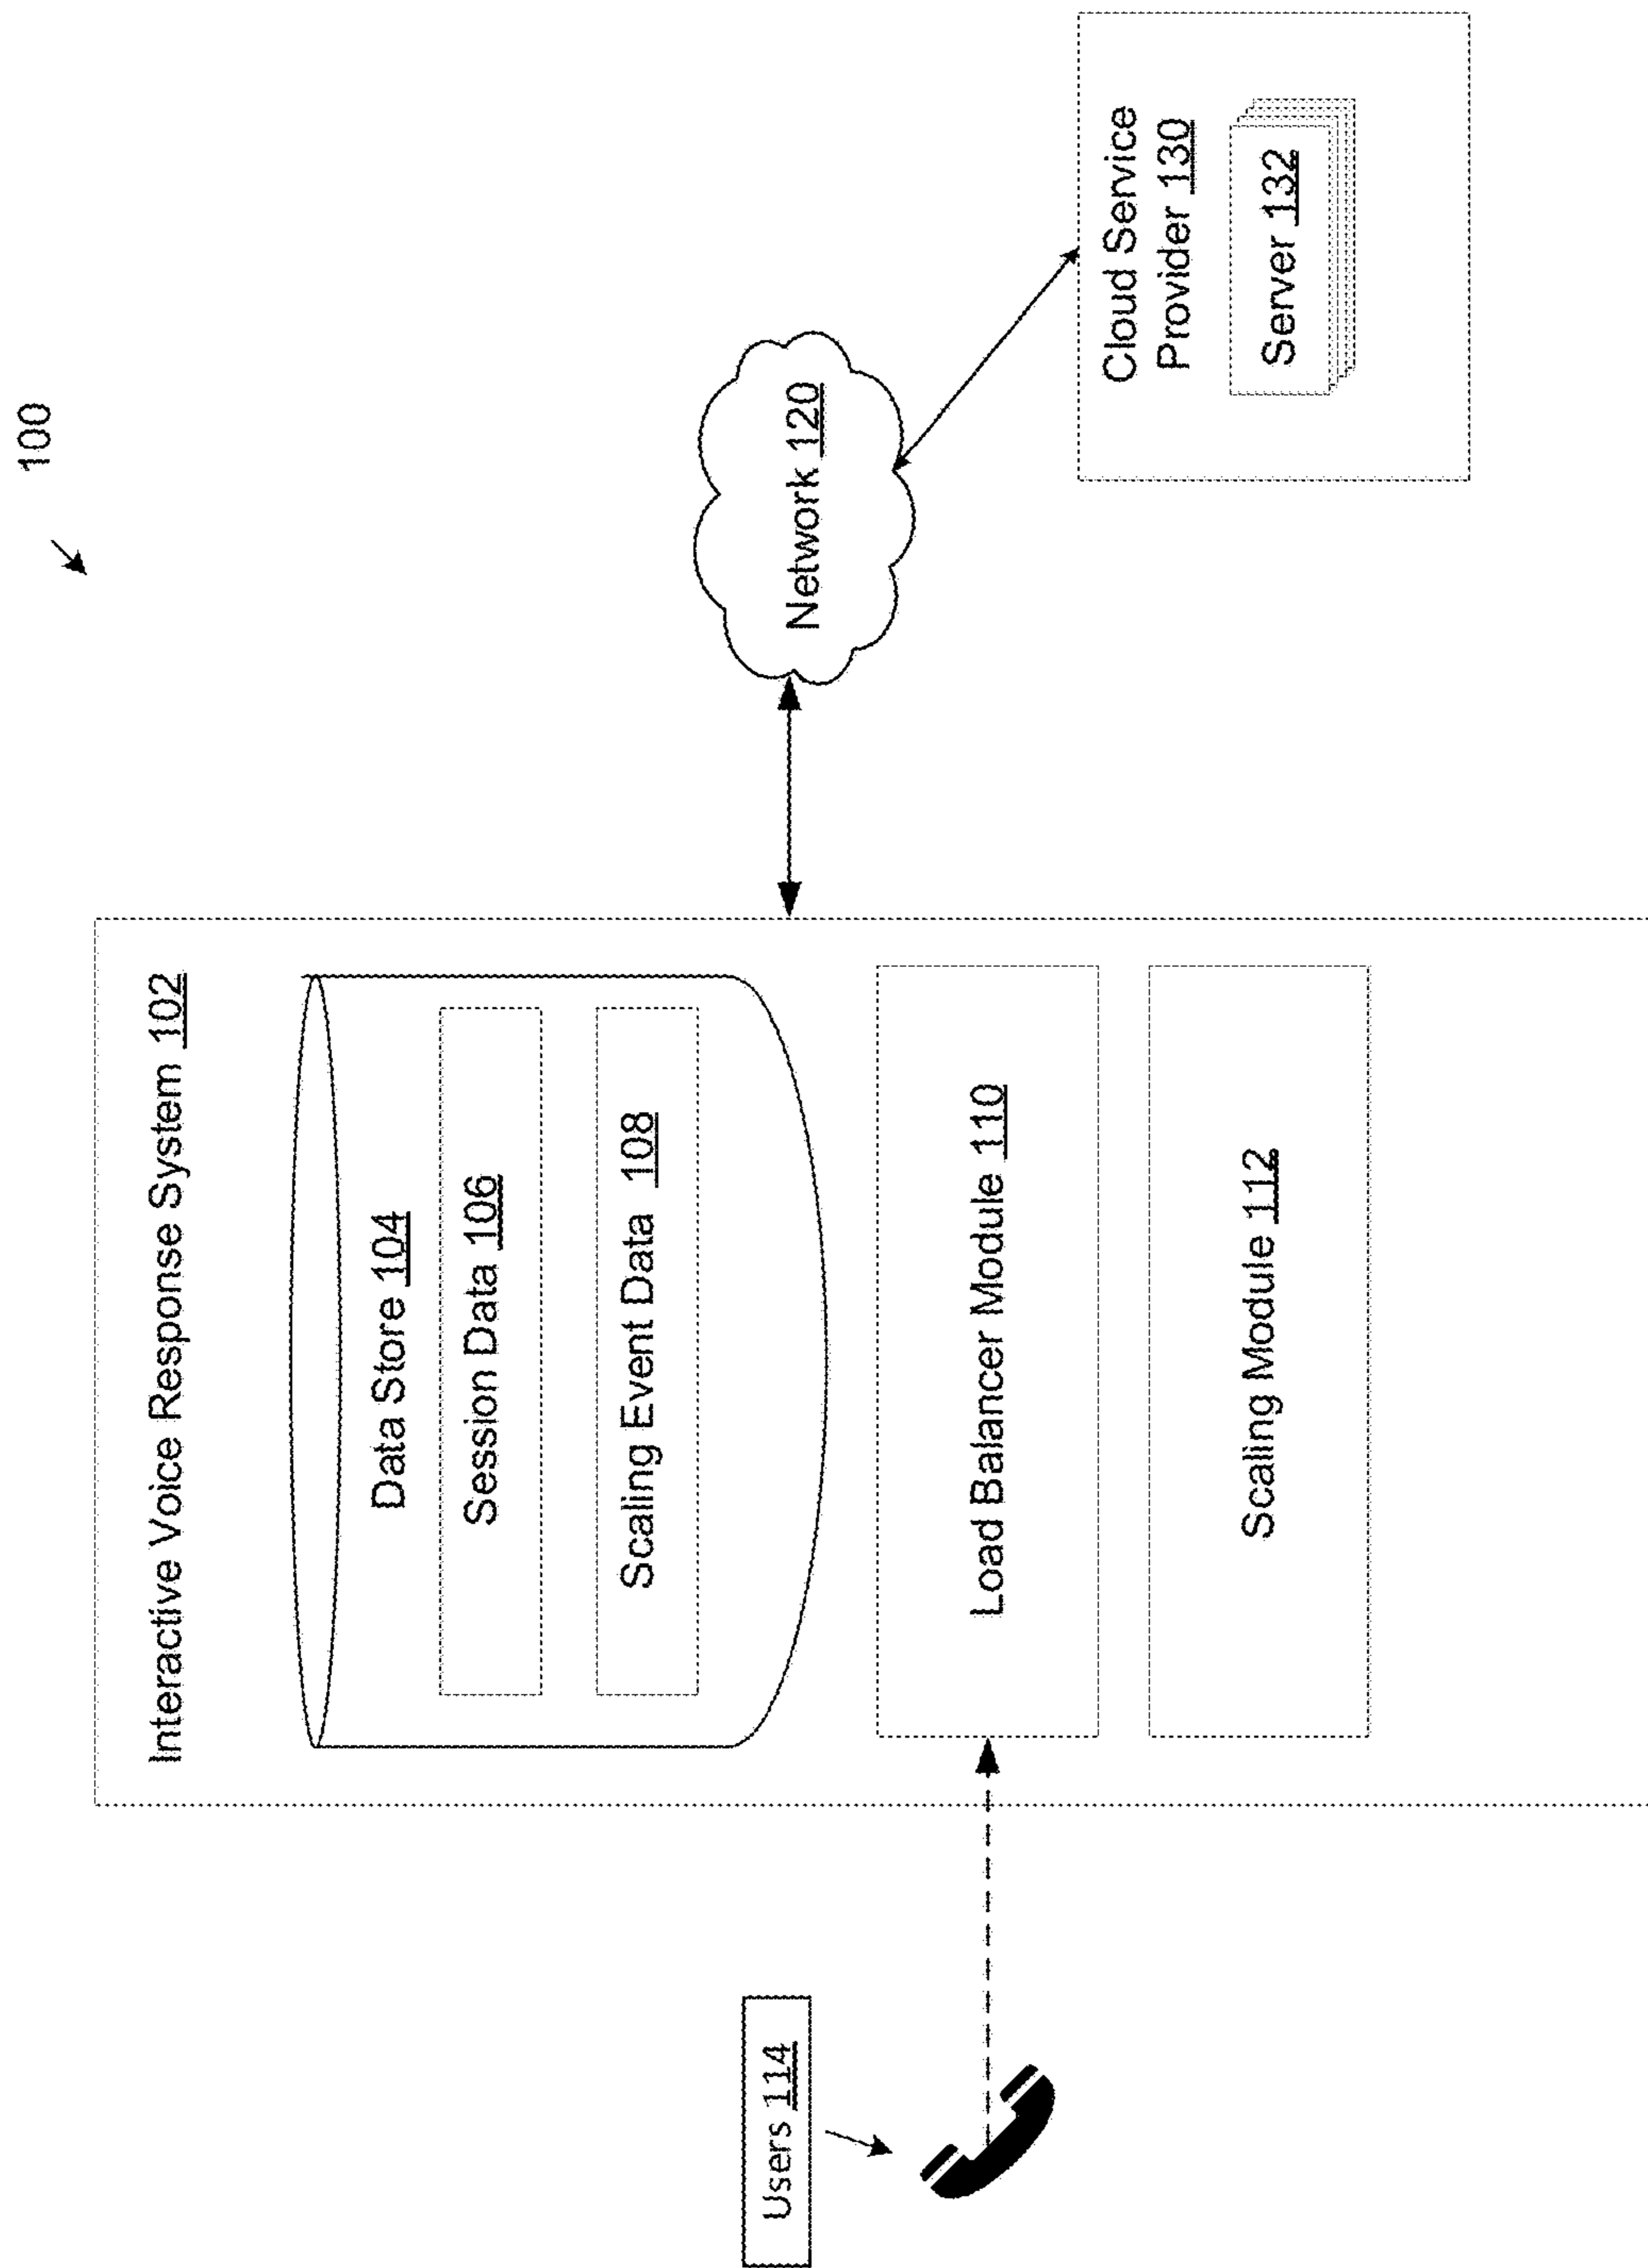 100
Interactive Voice Response System 102
Data Store 104
Session Data 106
Scaling Event Data 108
Load Balancer Module 110
Scaling Module 112
Users 114
Network 120
Cloud Service
Provider 130
Server 132